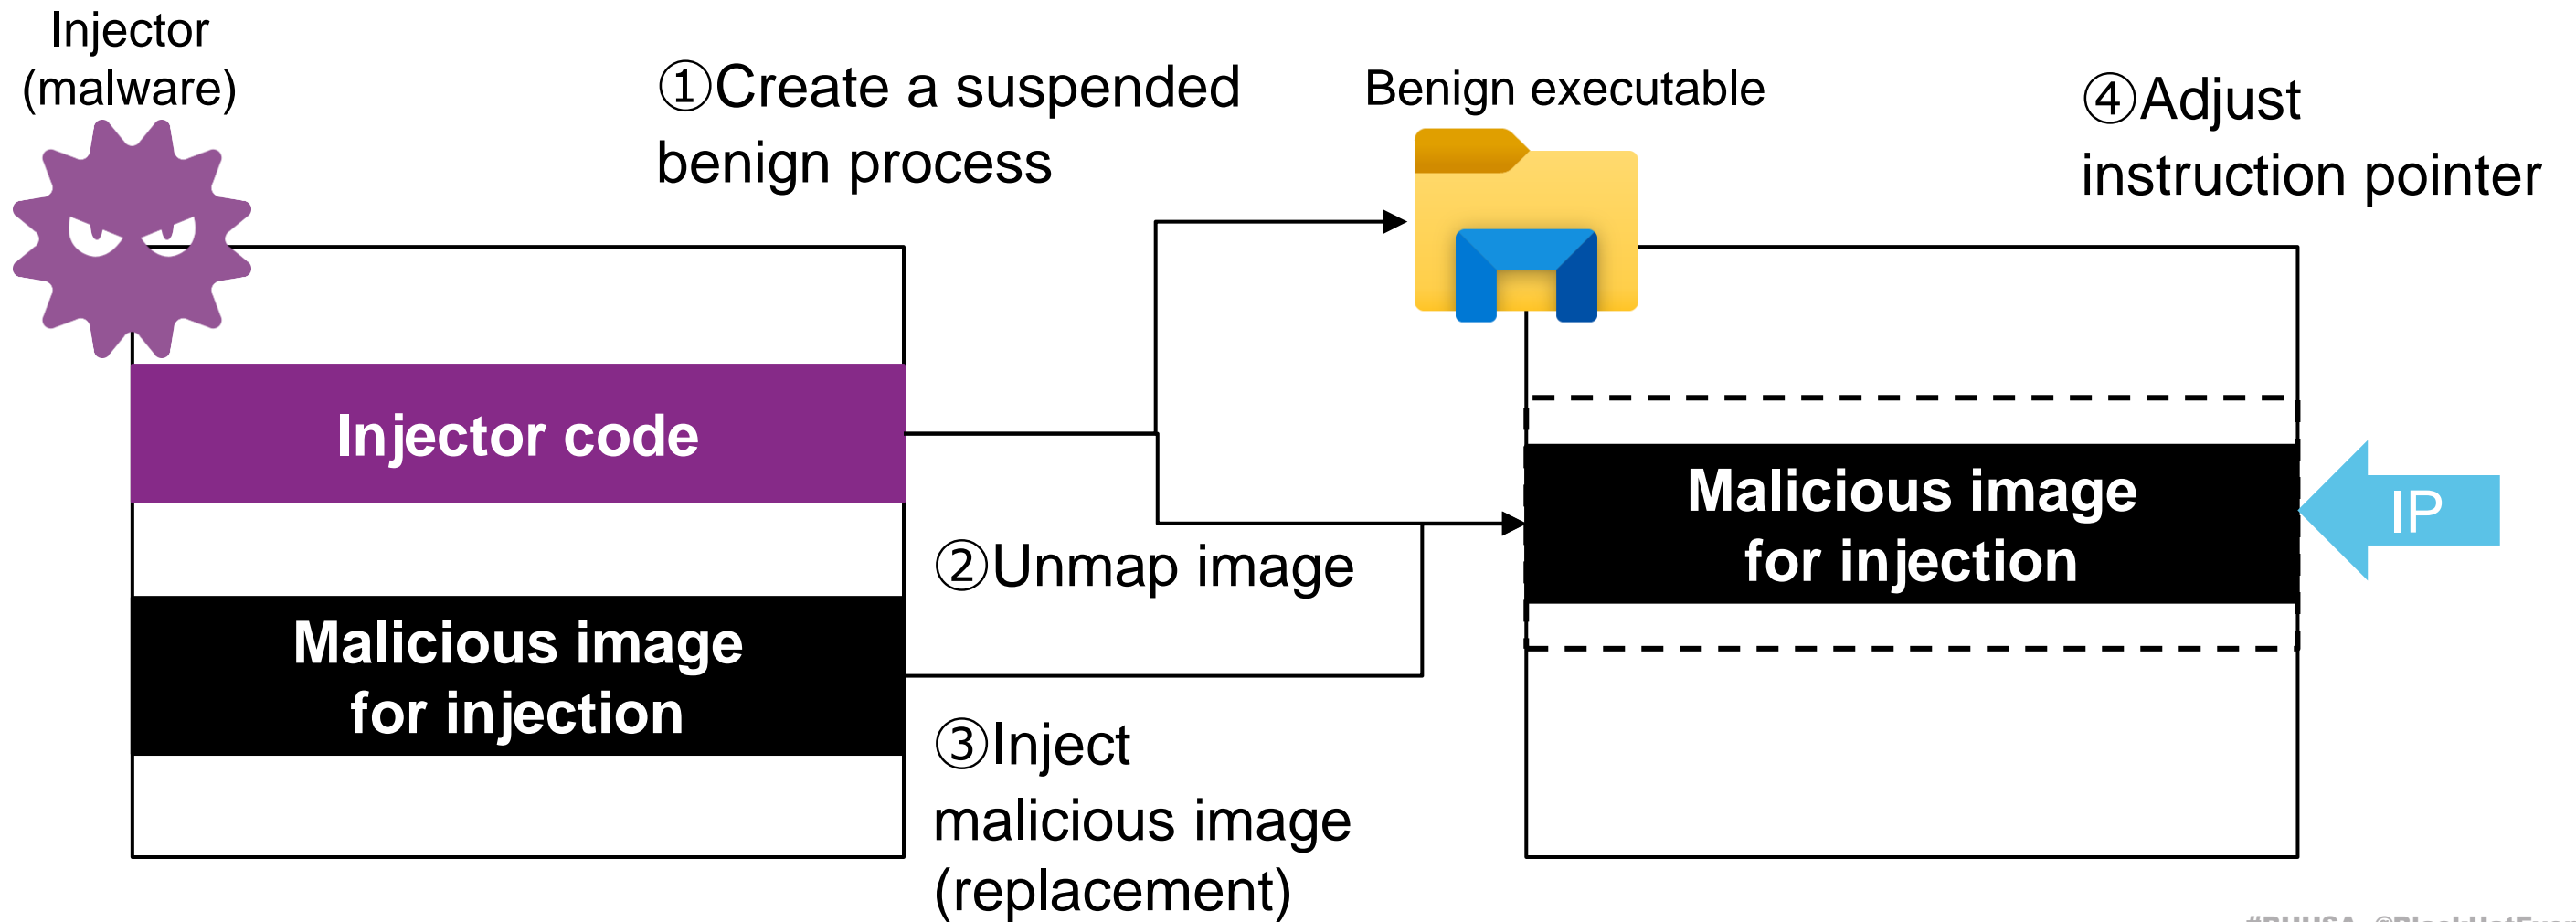 Injector
(malware)
①Create a suspended
benign process
Benign executable
④Adjust
instruction pointer
Injector code
Malicious image
for injection
②Unmap image
③Inject
malicious image
(replacement)
Malicious image
for injection
IP
#BHUSA